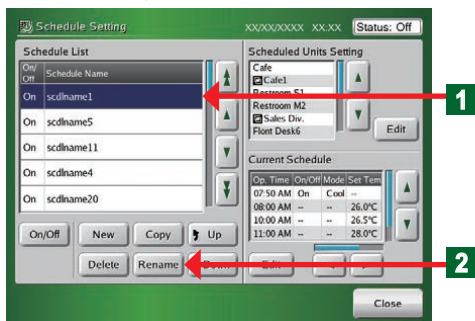 Schedule Setting
XX/XX/XXXX XX:XX
Status: Off
Schedule List
On/Off Schedule Name
On scdlname1
On scdlname5
On scdlname11
On scdlname4
On scdlname20
On/Off New Copy Up
Delete Rename Down
Scheduled Units Setting
Cafe
Cafe1
Restroom S1
Restroom M2
Sales Div.
Flont Desk6
Edit
Current Schedule
Op. Time On/Off Mode Set Tem
07:50 AM On Cool --
08:00 AM -- -- 26.0°C
10:00 AM -- -- 26.5°C
11:00 AM -- -- 28.0°C
Edit
Close
1
2